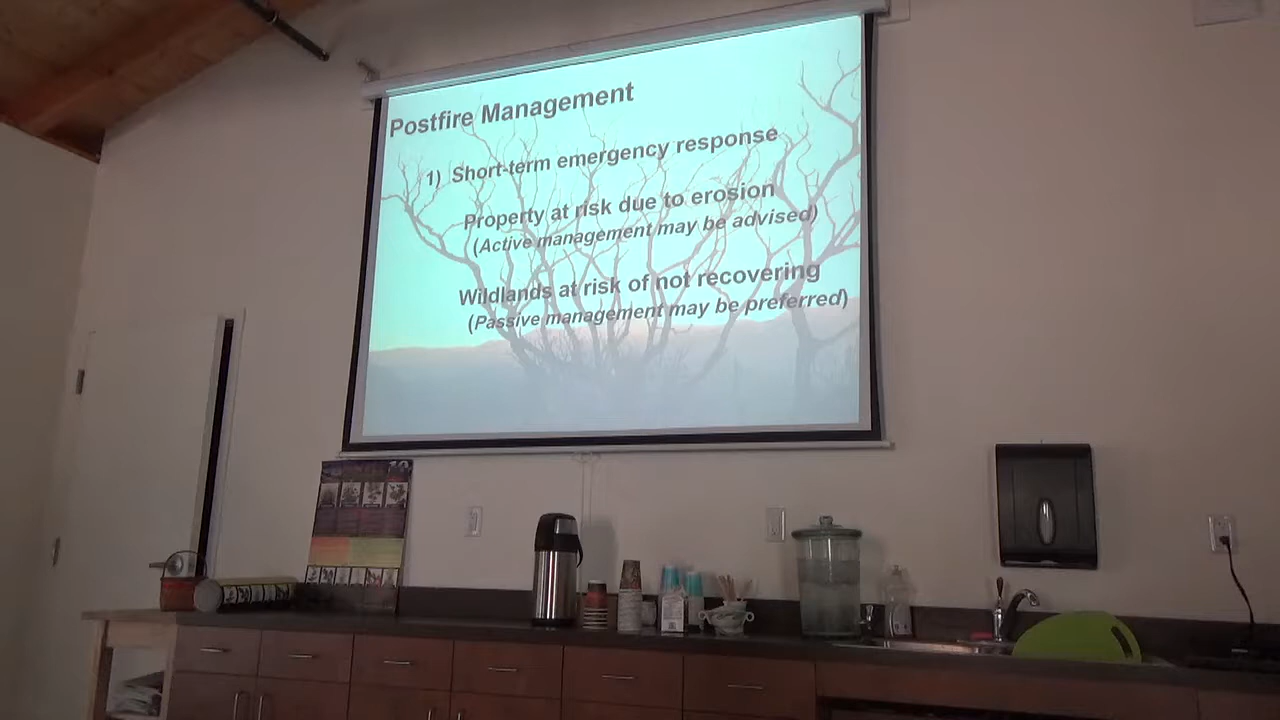 Postfire Management
1) Short-term emergency response
Property at risk due to erosion
(Active management may be advised)
Wildlands at risk of not recovering
(Passive management may be preferred)